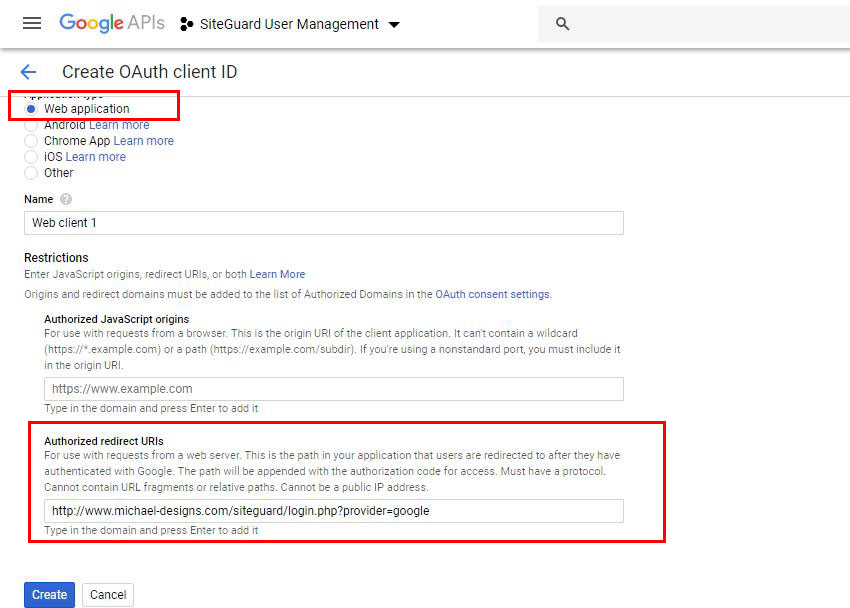 Google APIs SiteGuard User Management
Create OAuth client ID
Application type
Web application
Android Learn more
Chrome App Learn more
iOS Learn more
Other
Name ?
Web client 1
Restrictions
Enter JavaScript origins, redirect URIs, or both Learn More
Origins and redirect domains must be added to the list of Authorized Domains in the OAuth consent settings.
Authorized JavaScript origins
For use with requests from a browser. This is the origin URI of the client application. It can't contain a wildcard
(https://*.example.com) or a path (https://example.com/subdir). If you're using a nonstandard port, you must include it
in the origin URI.
https://www.example.com
Type in the domain and press Enter to add it
Authorized redirect URIs
For use with requests from a web server. This is the path in your application that users are redirected to after they have
authenticated with Google. The path will be appended with the authorization code for access. Must have a protocol.
Cannot contain URL fragments or relative paths. Cannot be a public IP address.
http://www.michael-designs.com/siteguard/login.php?provider=google
Type in the domain and press Enter to add it
Create Cancel